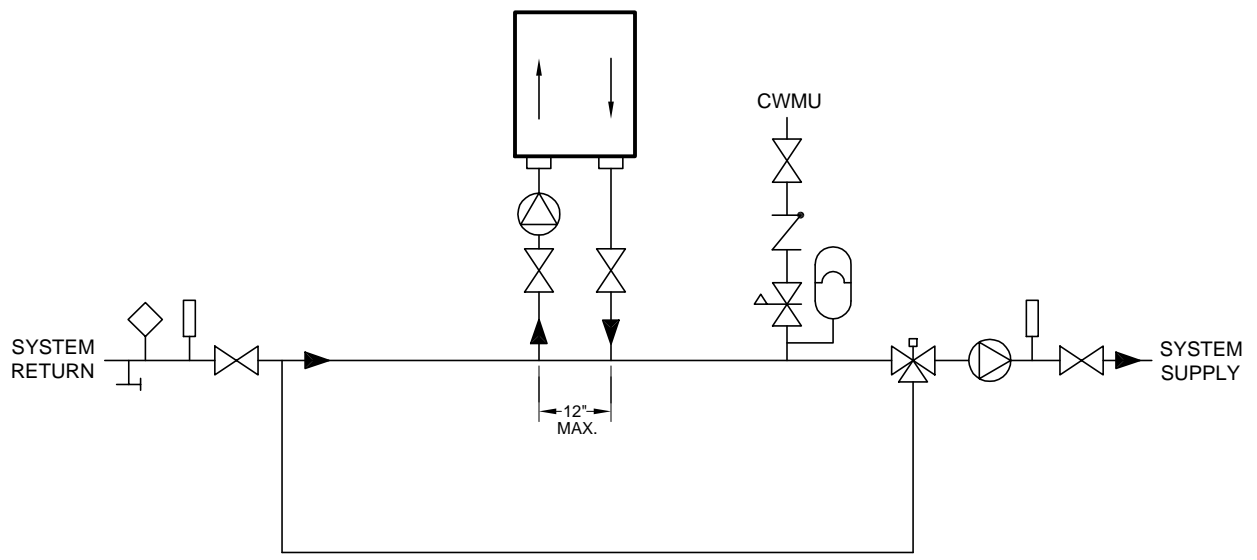 CWMU
SYSTEM
RETURN
SYSTEM
SUPPLY
12"
MAX.